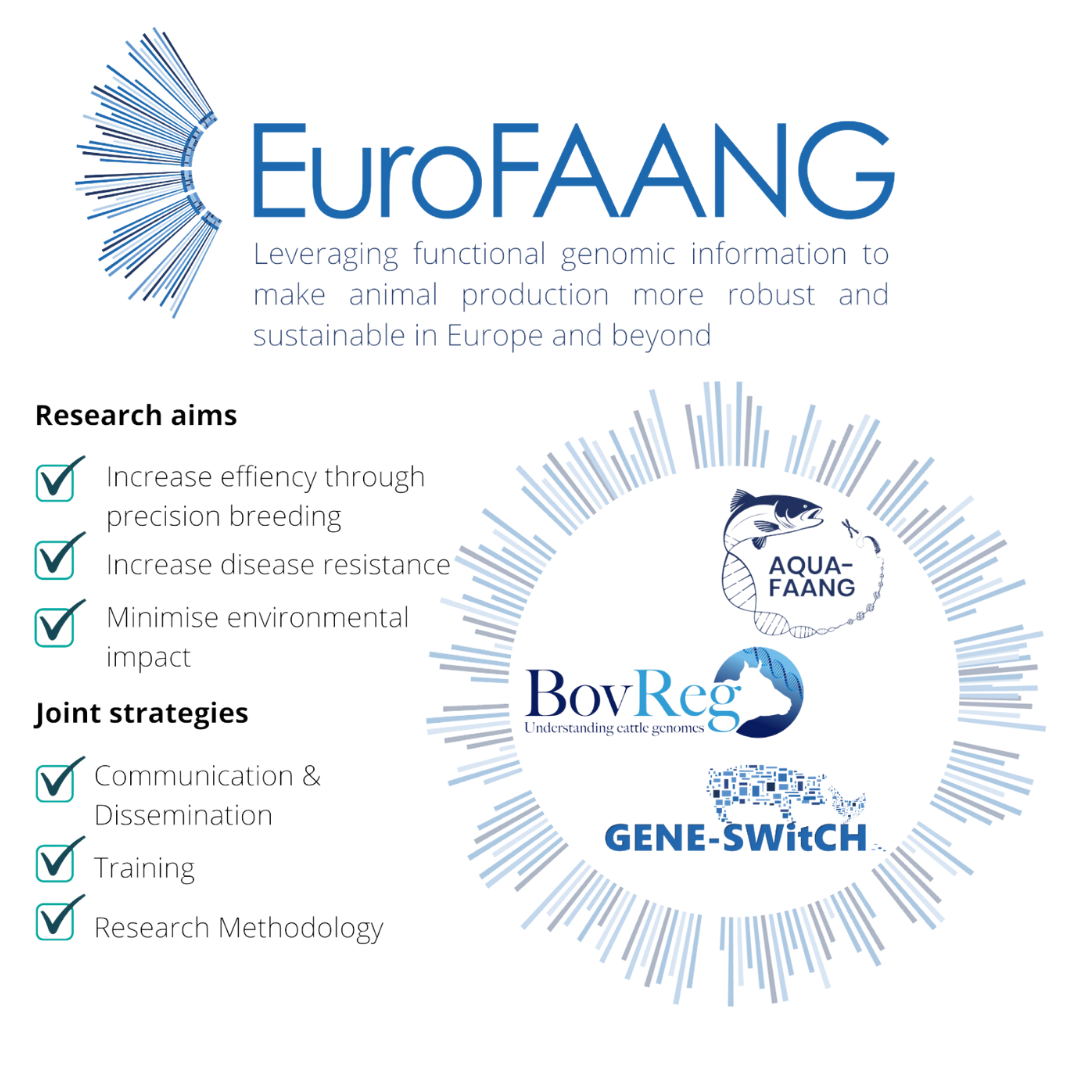 EuroFAANG
Leveraging functional genomic information to
make animal production more robust and
sustainable in Europe and beyond
Research aims
Increase effiency through
precision breeding
Increase disease resistance
Minimise environmental
impact
Joint strategies
Communication &
Dissemination
Training
Research Methodology
AQUA-
FAANG
BovReg
Understanding cattle genomes
GENE-SWitCH